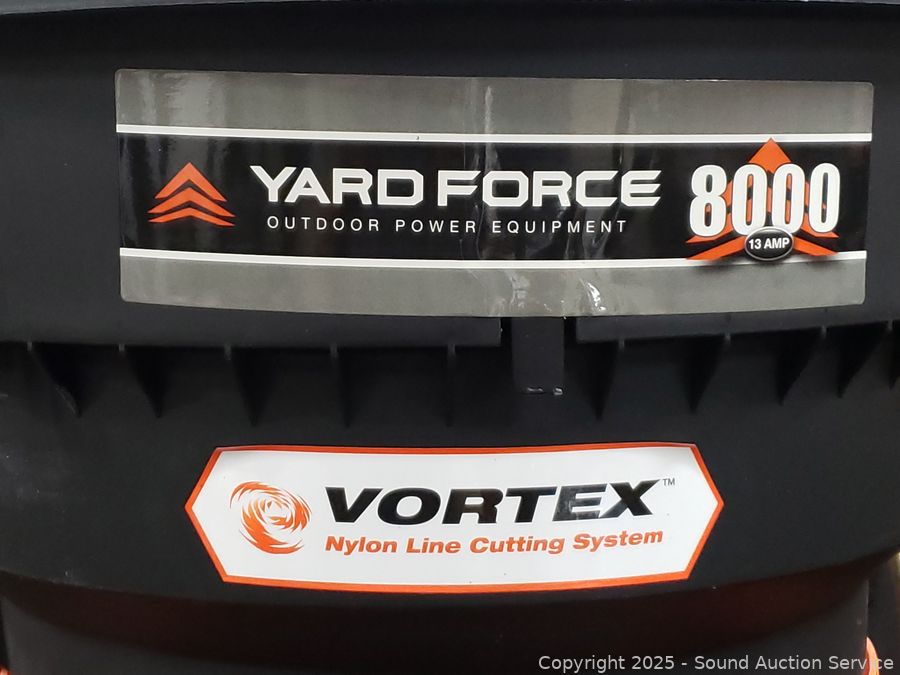 YARD FORCE
OUTDOOR POWER EQUIPMENT
8000
13 AMP
VORTEX™
Nylon Line Cutting System
Copyright 2025 - Sound Auction Service